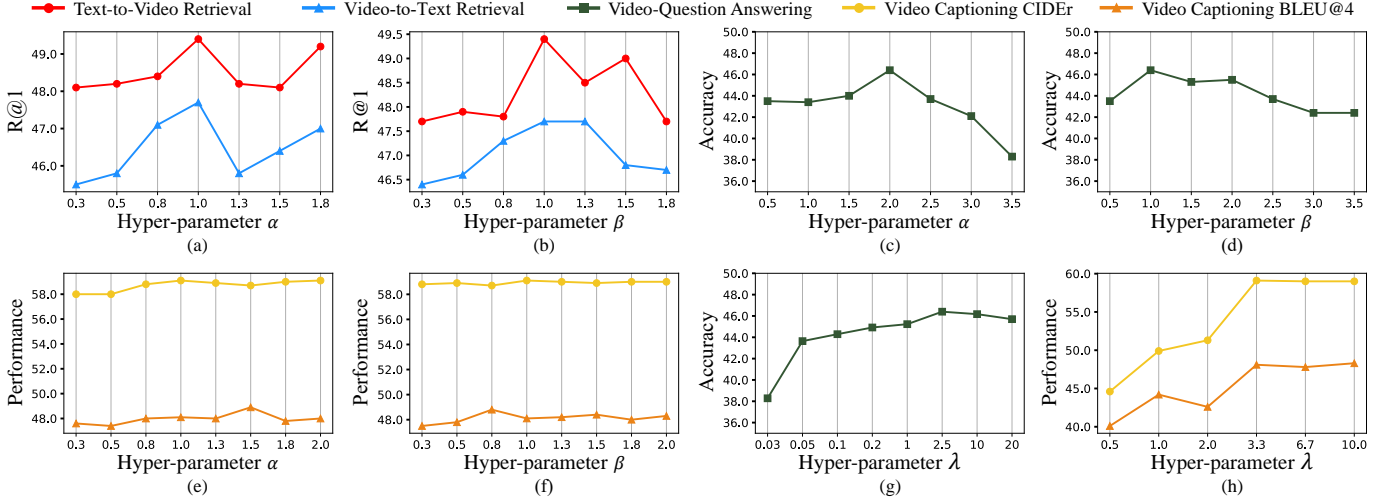 Text-to-Video Retrieval Video-to-Text Retrieval Video-Question Answering Video Captioning CIDEr Video Captioning BLEU@4
R@1
49.0
48.0
47.0
46.0
0.3 0.5 0.8 1.0 1.3 1.5 1.8
Hyper-parameter α
(a)
R@1
49.5
49.0
48.5
48.0
47.5
47.0
46.5
0.3 0.5 0.8 1.0 1.3 1.5 1.8
Hyper-parameter β
(b)
Accuracy
50.0
48.0
46.0
44.0
42.0
40.0
38.0
36.0
0.5 1.0 1.5 2.0 2.5 3.0 3.5
Hyper-parameter α
(c)
Accuracy
50.0
48.0
46.0
44.0
42.0
40.0
38.0
36.0
0.5 1.0 1.5 2.0 2.5 3.0 3.5
Hyper-parameter β
(d)
Performance
58.0
56.0
54.0
52.0
50.0
48.0
0.3 0.5 0.8 1.0 1.3 1.5 1.8 2.0
Hyper-parameter α
(e)
Performance
58.0
56.0
54.0
52.0
50.0
48.0
0.3 0.5 0.8 1.0 1.3 1.5 1.8 2.0
Hyper-parameter β
(f)
Accuracy
50.0
48.0
46.0
44.0
42.0
40.0
38.0
36.0
0.03 0.05 0.1 0.2 1 2.5 10 20
Hyper-parameter λ
(g)
Performance
60.0
55.0
50.0
45.0
40.0
0.5 1.0 2.0 3.3 6.7 10.0
Hyper-parameter λ
(h)